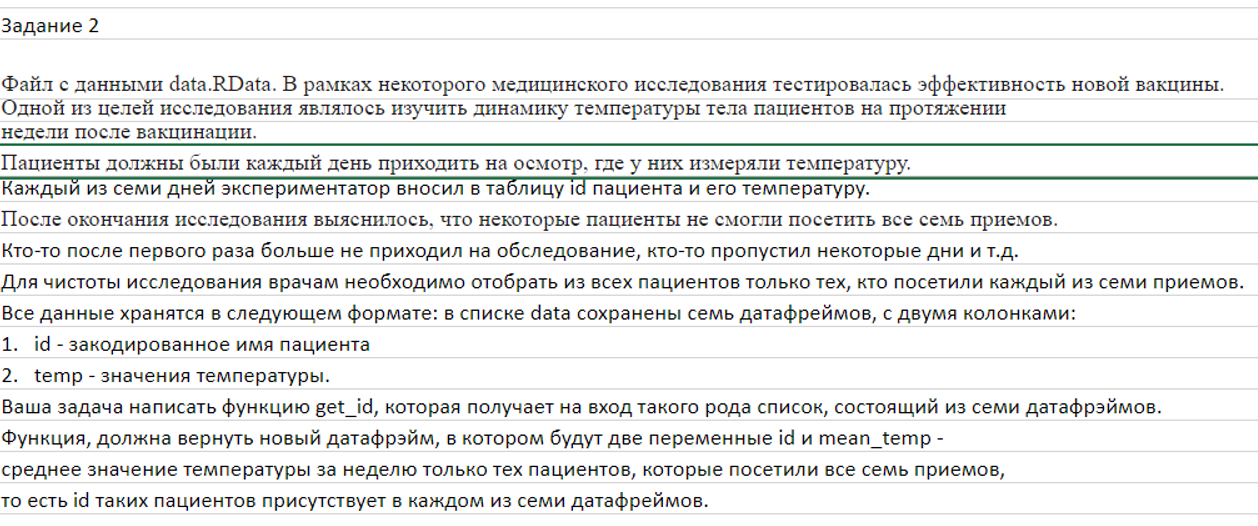 Задание 2
Файл с данными data.RData. В рамках некоторого медицинского исследования тестировалась эффективность новой вакцины.
Одной из целей исследования являлось изучить динамику температуры тела пациентов на протяжении
недели после вакцинации.
Пациенты должны были каждый день приходить на осмотр, где у них измеряли температуру.
Каждый из семи дней экспериментатор вносил в таблицу id пациента и его температуру.
После окончания исследования выяснилось, что некоторые пациенты не смогли посетить все семь приемов.
Кто-то после первого раза больше не приходил на обследование, кто-то пропустил некоторые дни и т.д.
Для чистоты исследования врачам необходимо отобрать из всех пациентов только тех, кто посетили каждый из семи приемов.
Все данные хранятся в следующем формате: в списке data сохранены семь датафреймов, с двумя колонками:
1. id - закодированное имя пациента
2. temp - значения температуры.
Ваша задача написать функцию get_id, которая получает на вход такого рода список, состоящий из семи датафрэймов.
Функция, должна вернуть новый датафрэйм, в котором будут две переменные id и mean_temp -
среднее значение температуры за неделю только тех пациентов, которые посетили все семь приемов,
то есть id таких пациентов присутствует в каждом из семи датафреймов.